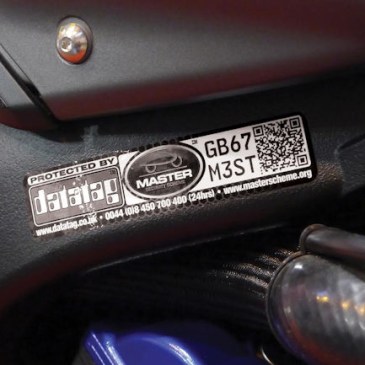 PROTECTED BY
datatag
MASTER
GB67
M3ST
www.datatag.co.uk • 0044 (0)8 450 700 400 (24hrs) • www.masterscheme.org